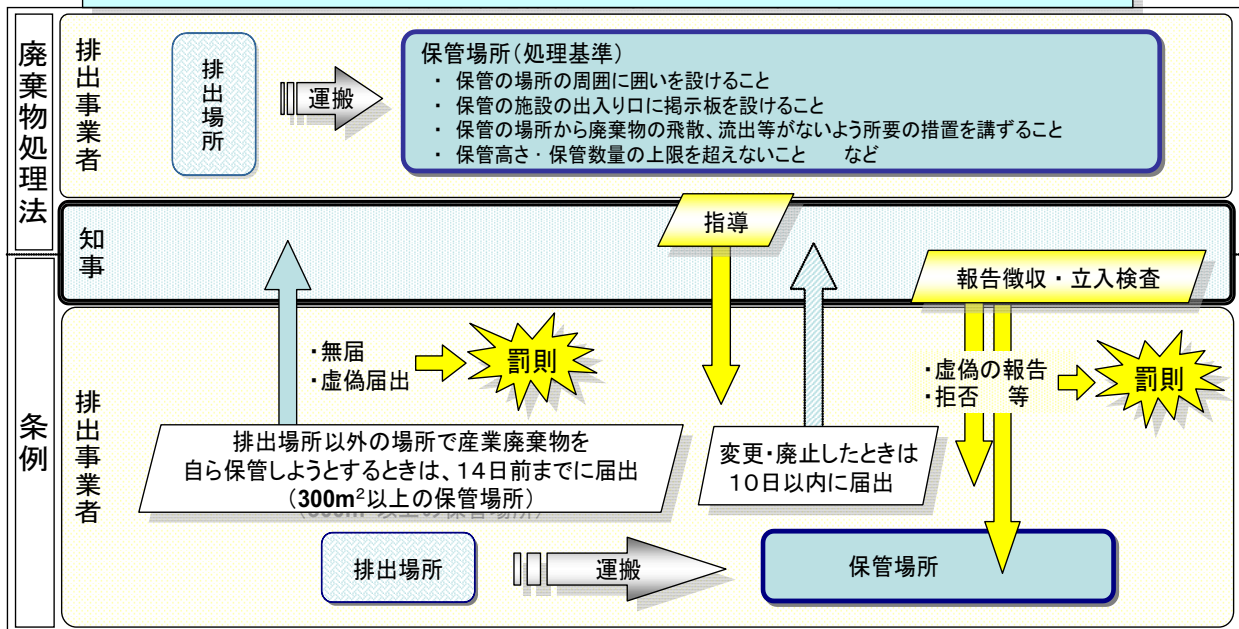 廃棄物処理法
排出事業者
排出場所
運搬
保管場所(処理基準)
・ 保管の場所の周囲に囲いを設けること
・ 保管の施設の出入り口に掲示板を設けること
・ 保管の場所から廃棄物の飛散、流出等がないよう所要の措置を講ずること
・ 保管高さ・保管数量の上限を超えないこと など
知事
指導
報告徴収・立入検査
条例
排出事業者
・無届
・虚偽届出
罰則
・虚偽の報告
・拒否 等
罰則
排出場所以外の場所で産業廃棄物を
自ら保管しようとするときは、14日前までに届出
(300m²以上の保管場所)
変更・廃止したときは
10日以内に届出
排出場所
運搬
保管場所